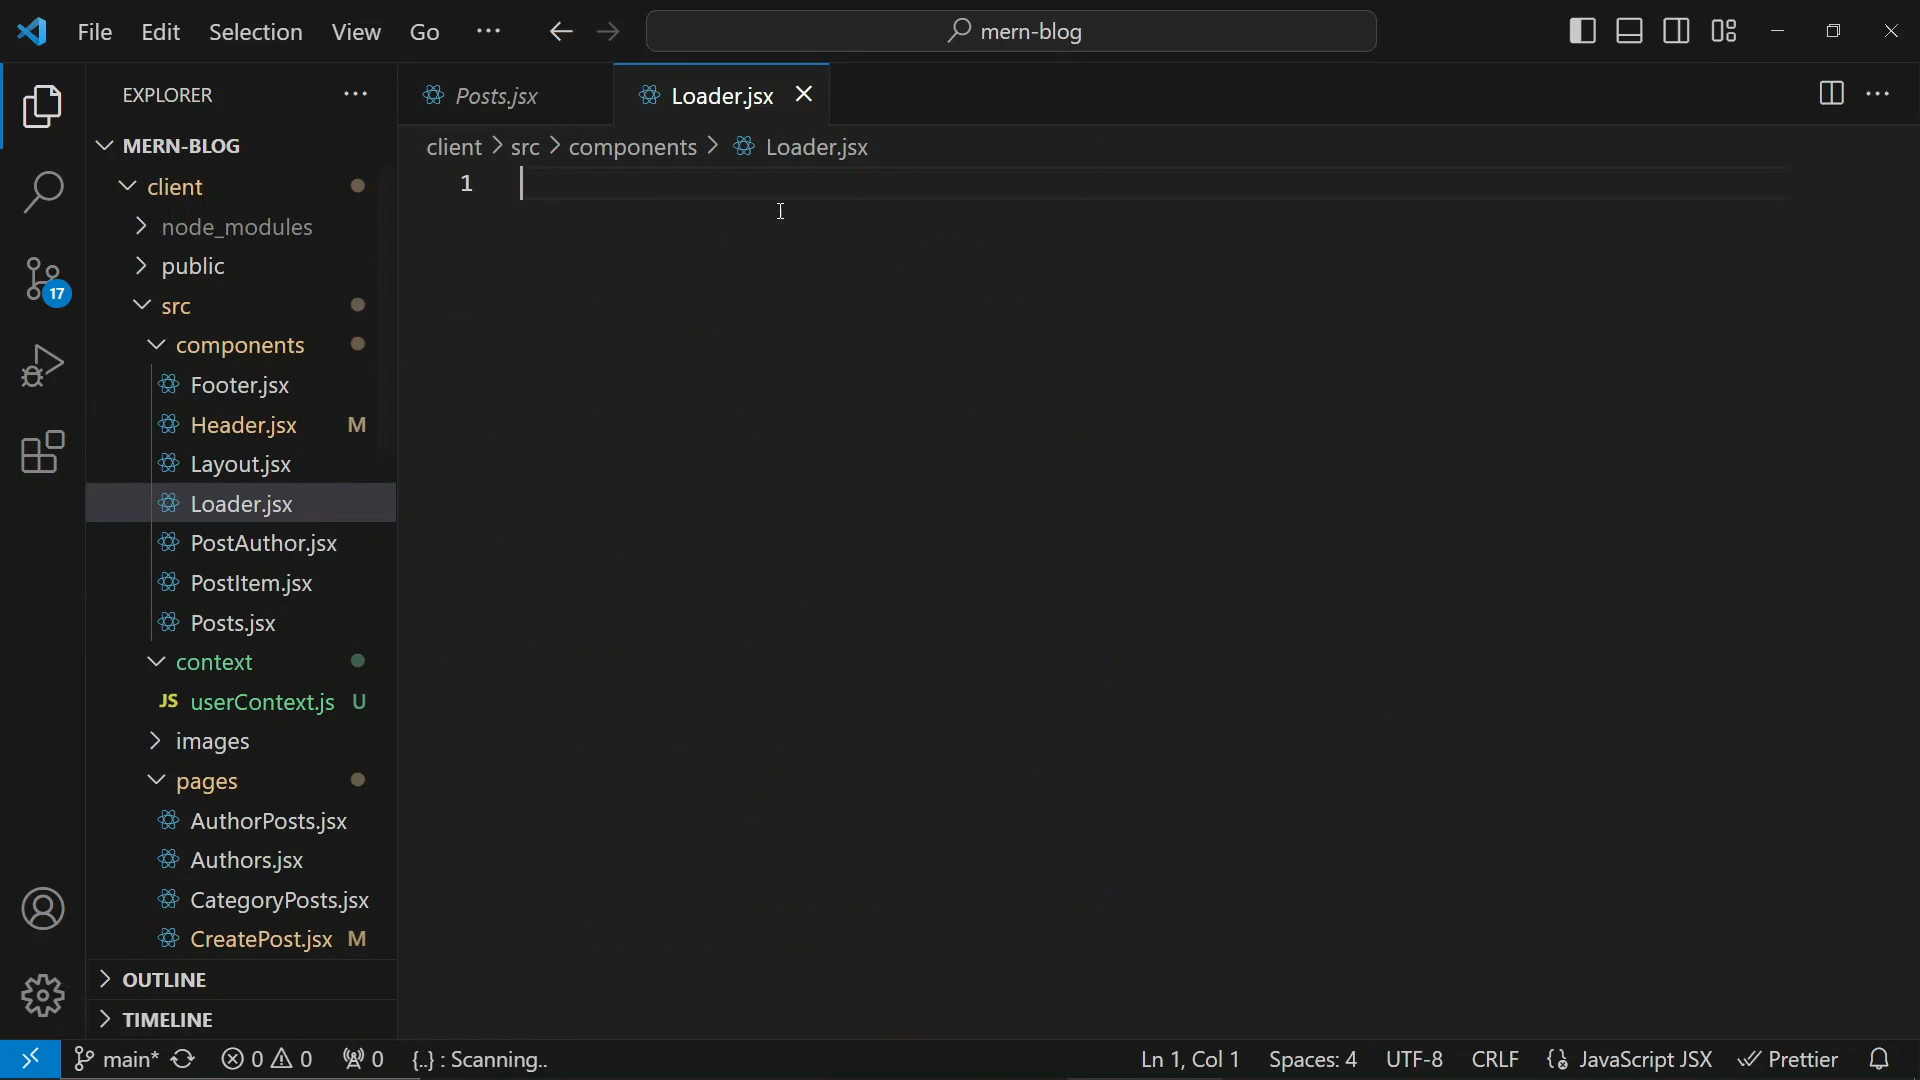 File Edit Selection View Go ··· mern-blog
EXPLORER ···
Posts.jsx Loader.jsx
MERN-BLOG
client > src > components > Loader.jsx
1
client
node_modules
public
17
src
components
Footer.jsx
Header.jsx M
Layout.jsx
Loader.jsx
PostAuthor.jsx
PostItem.jsx
Posts.jsx
context
JS userContext.js U
images
pages
AuthorPosts.jsx
Authors.jsx
CategoryPosts.jsx
CreatePost.jsx M
OUTLINE
TIMELINE
main* 0 0 0 {..} : Scanning.. Ln 1, Col 1 Spaces: 4 UTF-8 CRLF JavaScript JSX Prettier